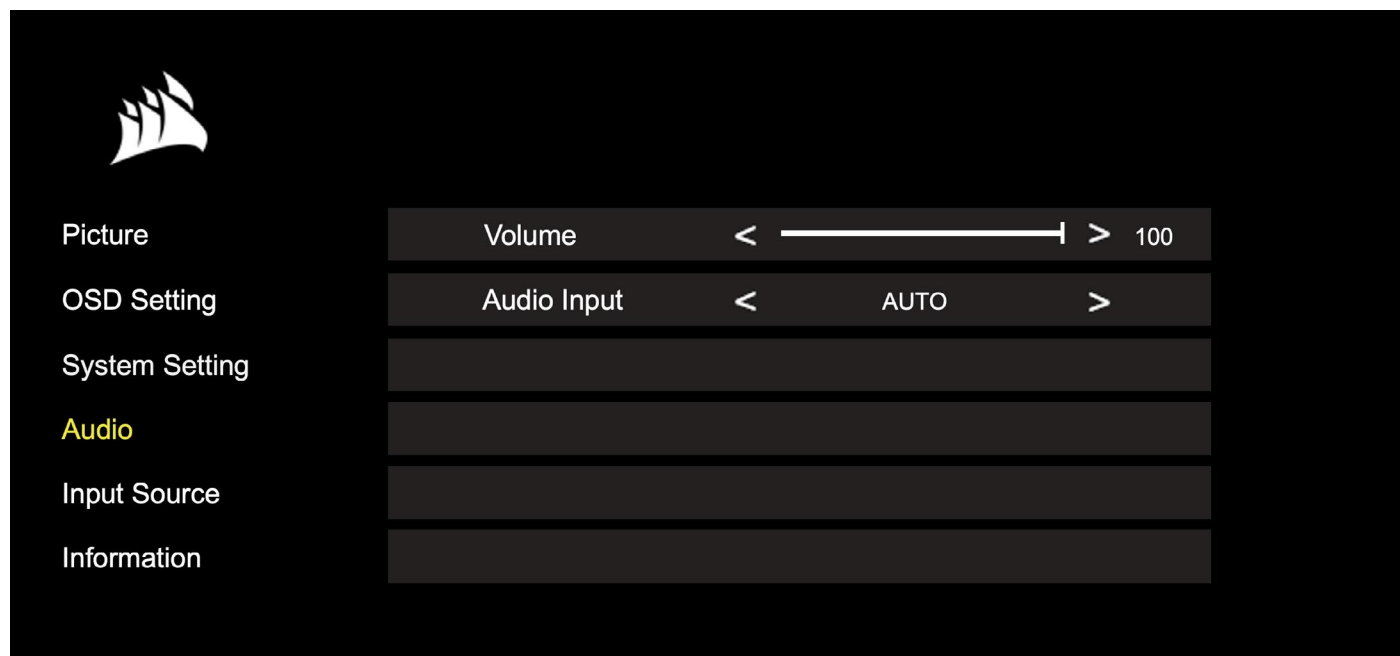 Picture
Volume < > 100
OSD Setting
Audio Input < AUTO >
System Setting
Audio
Input Source
Information